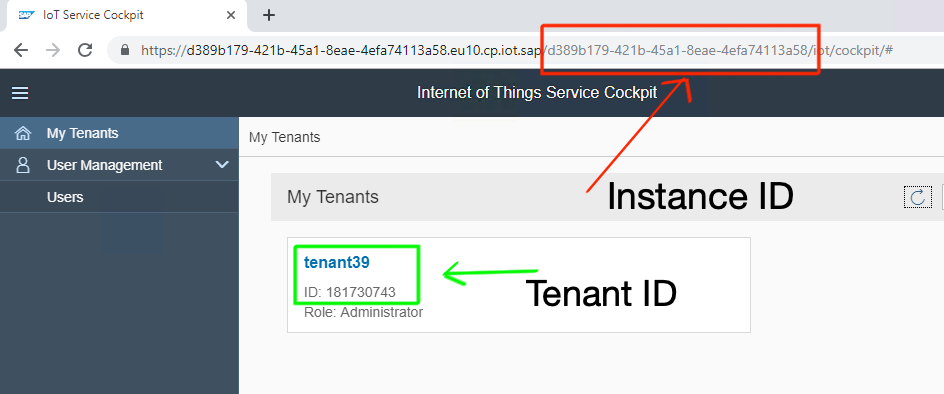 SAP IoT Service Cockpit
https://d389b179-421b-45a1-8eae-4efa74113a58.eu10.cp.iot.sap/d389b179-421b-45a1-8eae-4efa74113a58/iot/cockpit/#
Internet of Things Service Cockpit
My Tenants
User Management
Users
My Tenants
My Tenants
Instance ID
tenant39
ID: 181730743
Role: Administrator
Tenant ID